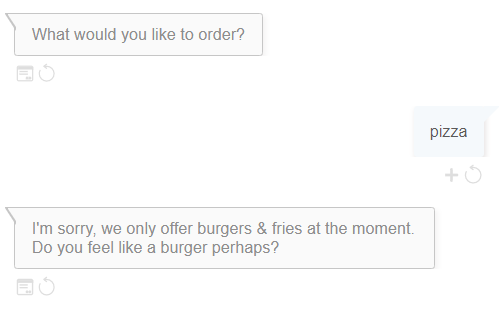 What would you like to order?
pizza
I'm sorry, we only offer burgers & fries at the moment.
Do you feel like a burger perhaps?